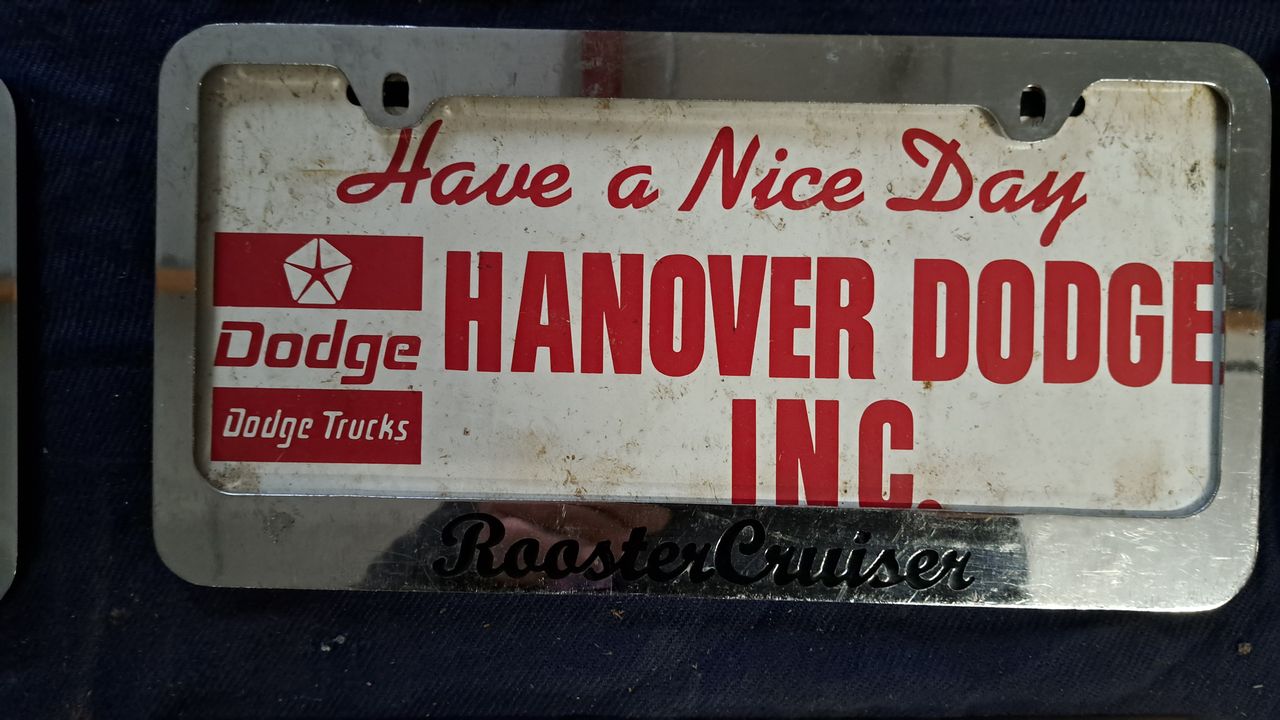 Have a Nice Day
HANOVER DODGE
INC.
Dodge
Dodge Trucks
RoosterCruiser